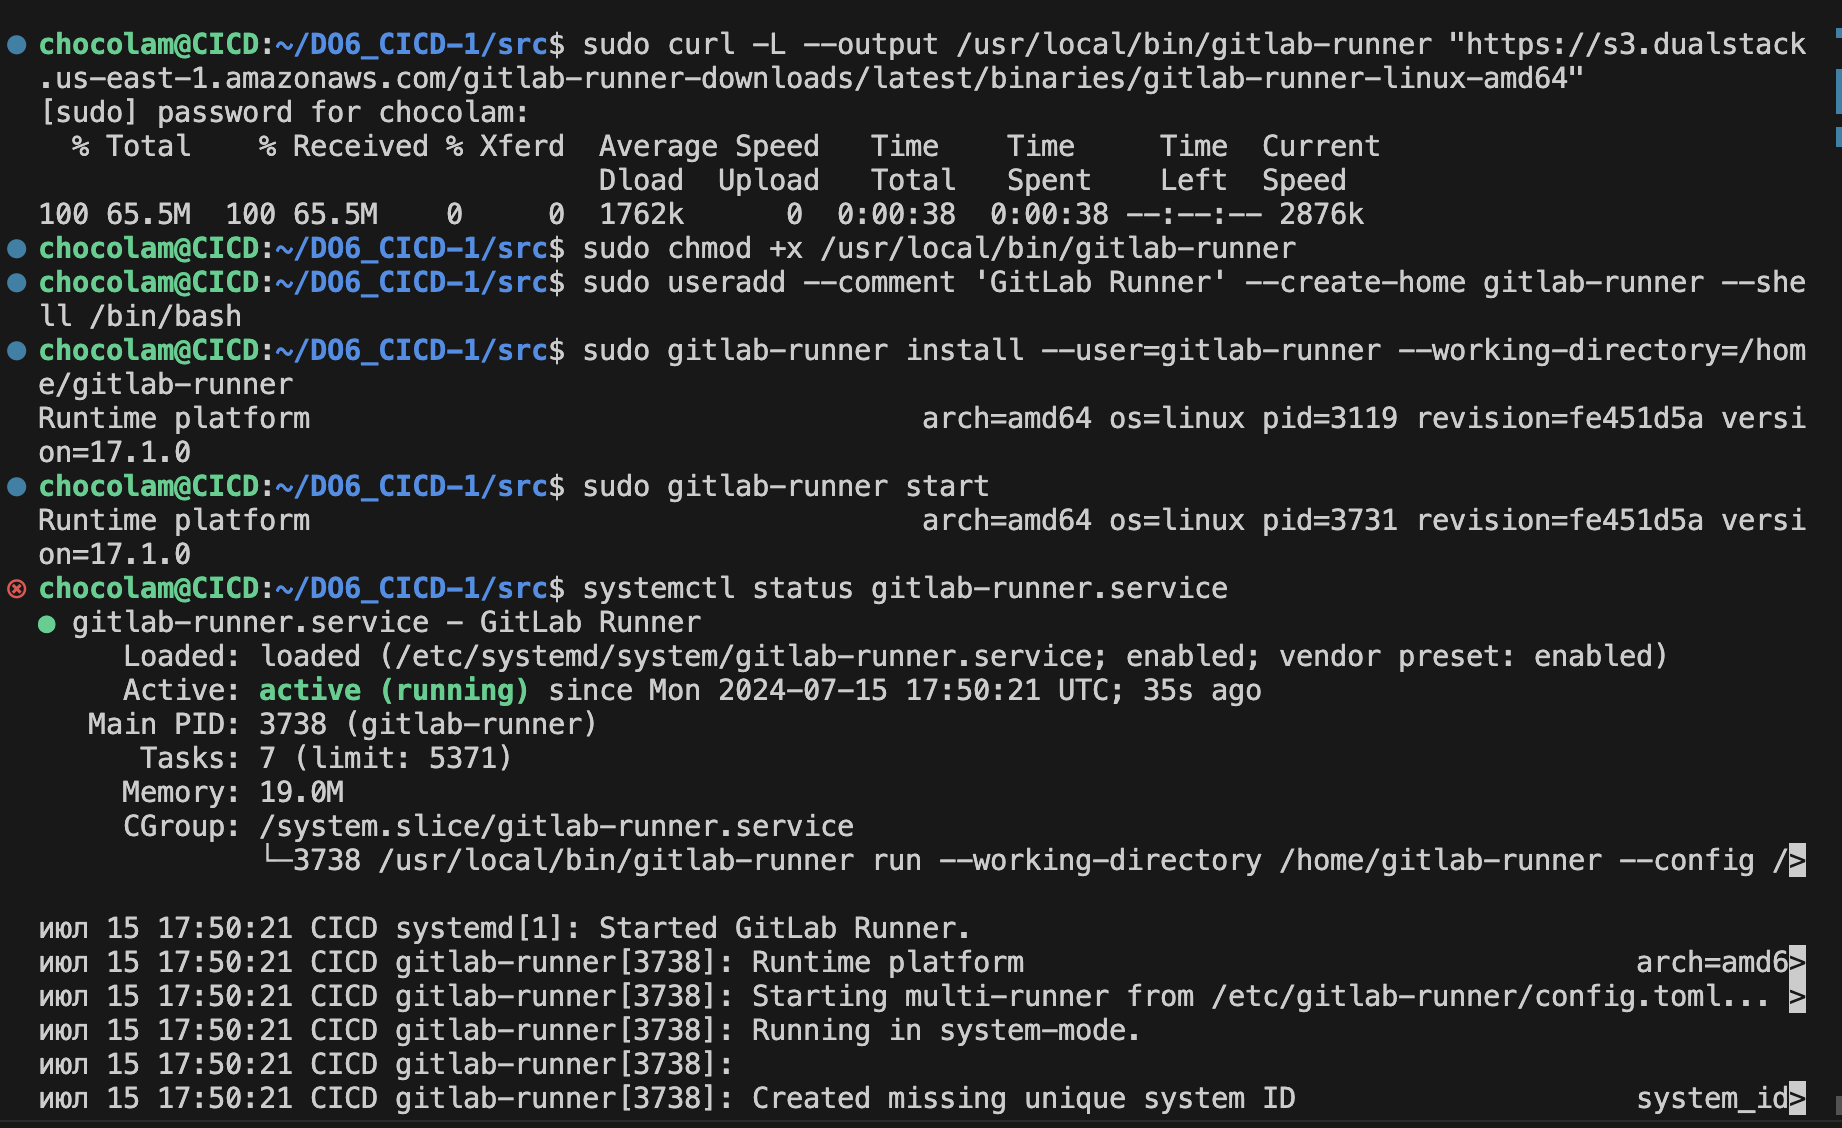 chocolam@CICD:~/DO6_CICD-1/src$ sudo curl -L --output /usr/local/bin/gitlab-runner "https://s3.dualstack
.us-east-1.amazonaws.com/gitlab-runner-downloads/latest/binaries/gitlab-runner-linux-amd64"
[sudo] password for chocolam:
  % Total    % Received % Xferd  Average Speed   Time    Time     Time  Current
                                 Dload  Upload   Total   Spent    Left  Speed
100 65.5M  100 65.5M    0     0  1762k      0  0:00:38  0:00:38 --:--:-- 2876k
chocolam@CICD:~/DO6_CICD-1/src$ sudo chmod +x /usr/local/bin/gitlab-runner
chocolam@CICD:~/DO6_CICD-1/src$ sudo useradd --comment 'GitLab Runner' --create-home gitlab-runner --she
ll /bin/bash
chocolam@CICD:~/DO6_CICD-1/src$ sudo gitlab-runner install --user=gitlab-runner --working-directory=/hom
e/gitlab-runner
Runtime platform                                    arch=amd64 os=linux pid=3119 revision=fe451d5a versi
on=17.1.0
chocolam@CICD:~/DO6_CICD-1/src$ sudo gitlab-runner start
Runtime platform                                    arch=amd64 os=linux pid=3731 revision=fe451d5a versi
on=17.1.0
chocolam@CICD:~/DO6_CICD-1/src$ systemctl status gitlab-runner.service
● gitlab-runner.service - GitLab Runner
     Loaded: loaded (/etc/systemd/system/gitlab-runner.service; enabled; vendor preset: enabled)
     Active: active (running) since Mon 2024-07-15 17:50:21 UTC; 35s ago
   Main PID: 3738 (gitlab-runner)
      Tasks: 7 (limit: 5371)
     Memory: 19.0M
     CGroup: /system.slice/gitlab-runner.service
             └─3738 /usr/local/bin/gitlab-runner run --working-directory /home/gitlab-runner --config />
июл 15 17:50:21 CICD systemd[1]: Started GitLab Runner.
июл 15 17:50:21 CICD gitlab-runner[3738]: Runtime platform                                    arch=amd6>
июл 15 17:50:21 CICD gitlab-runner[3738]: Starting multi-runner from /etc/gitlab-runner/config.toml... >
июл 15 17:50:21 CICD gitlab-runner[3738]: Running in system-mode.
июл 15 17:50:21 CICD gitlab-runner[3738]:
июл 15 17:50:21 CICD gitlab-runner[3738]: Created missing unique system ID                    system_id>